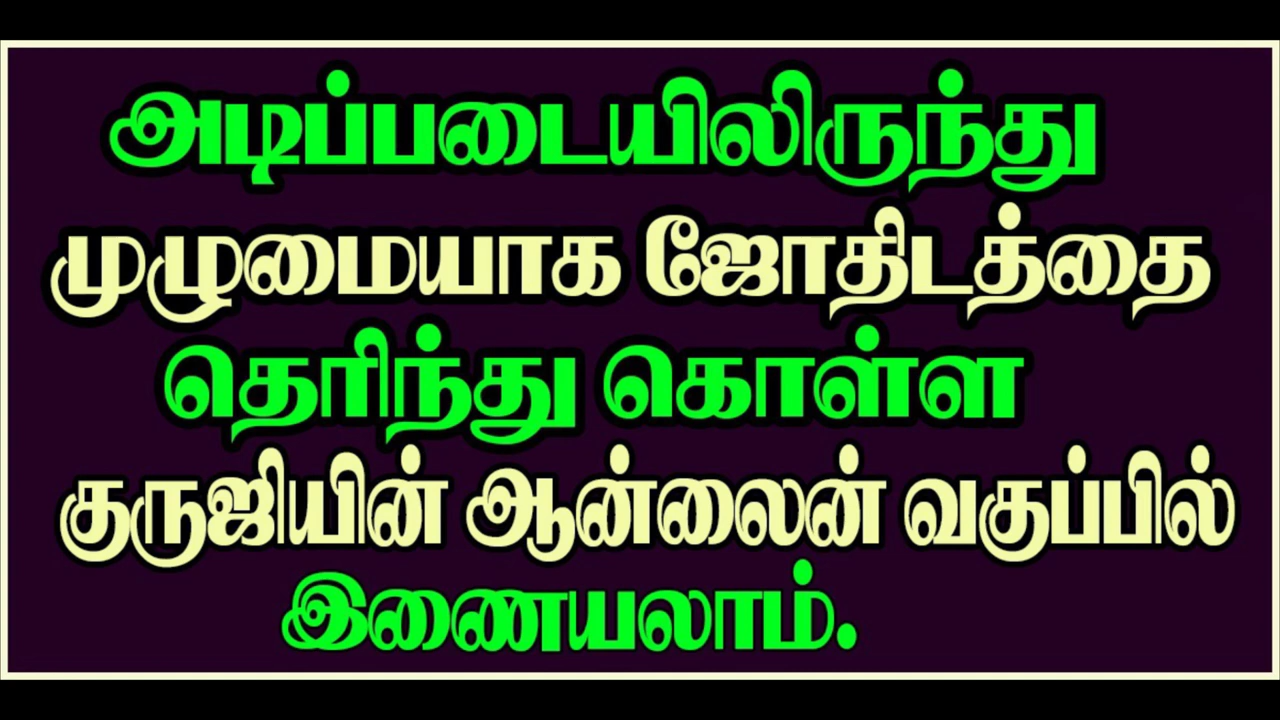 அடிப்படையிலிருந்து
முழுமையாக ஜோதிடத்தை
தெரிந்து கொள்ள
குருஜியின் ஆன்லைன் வகுப்பில்
இணையலாம்.